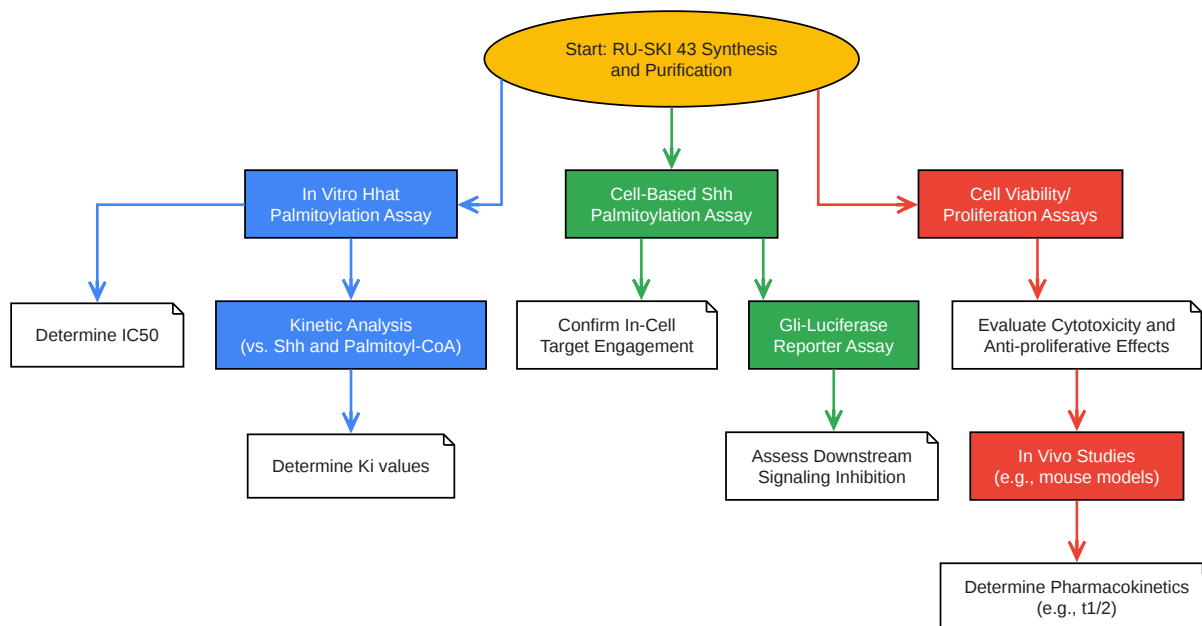 Start: RU-SKI 43 Synthesis
and Purification
In Vitro Hhat
Palmitoylation Assay
Cell-Based Shh
Palmitoylation Assay
Cell Viability/
Proliferation Assays
Determine IC50
Kinetic Analysis
(vs. Shh and Palmitoyl-CoA)
Confirm In-Cell
Target Engagement
Gli-Luciferase
Reporter Assay
Evaluate Cytotoxicity and
Anti-proliferative Effects
Determine Ki values
Assess Downstream
Signaling Inhibition
In Vivo Studies
(e.g., mouse models)
Determine Pharmacokinetics
(e.g., t1/2)